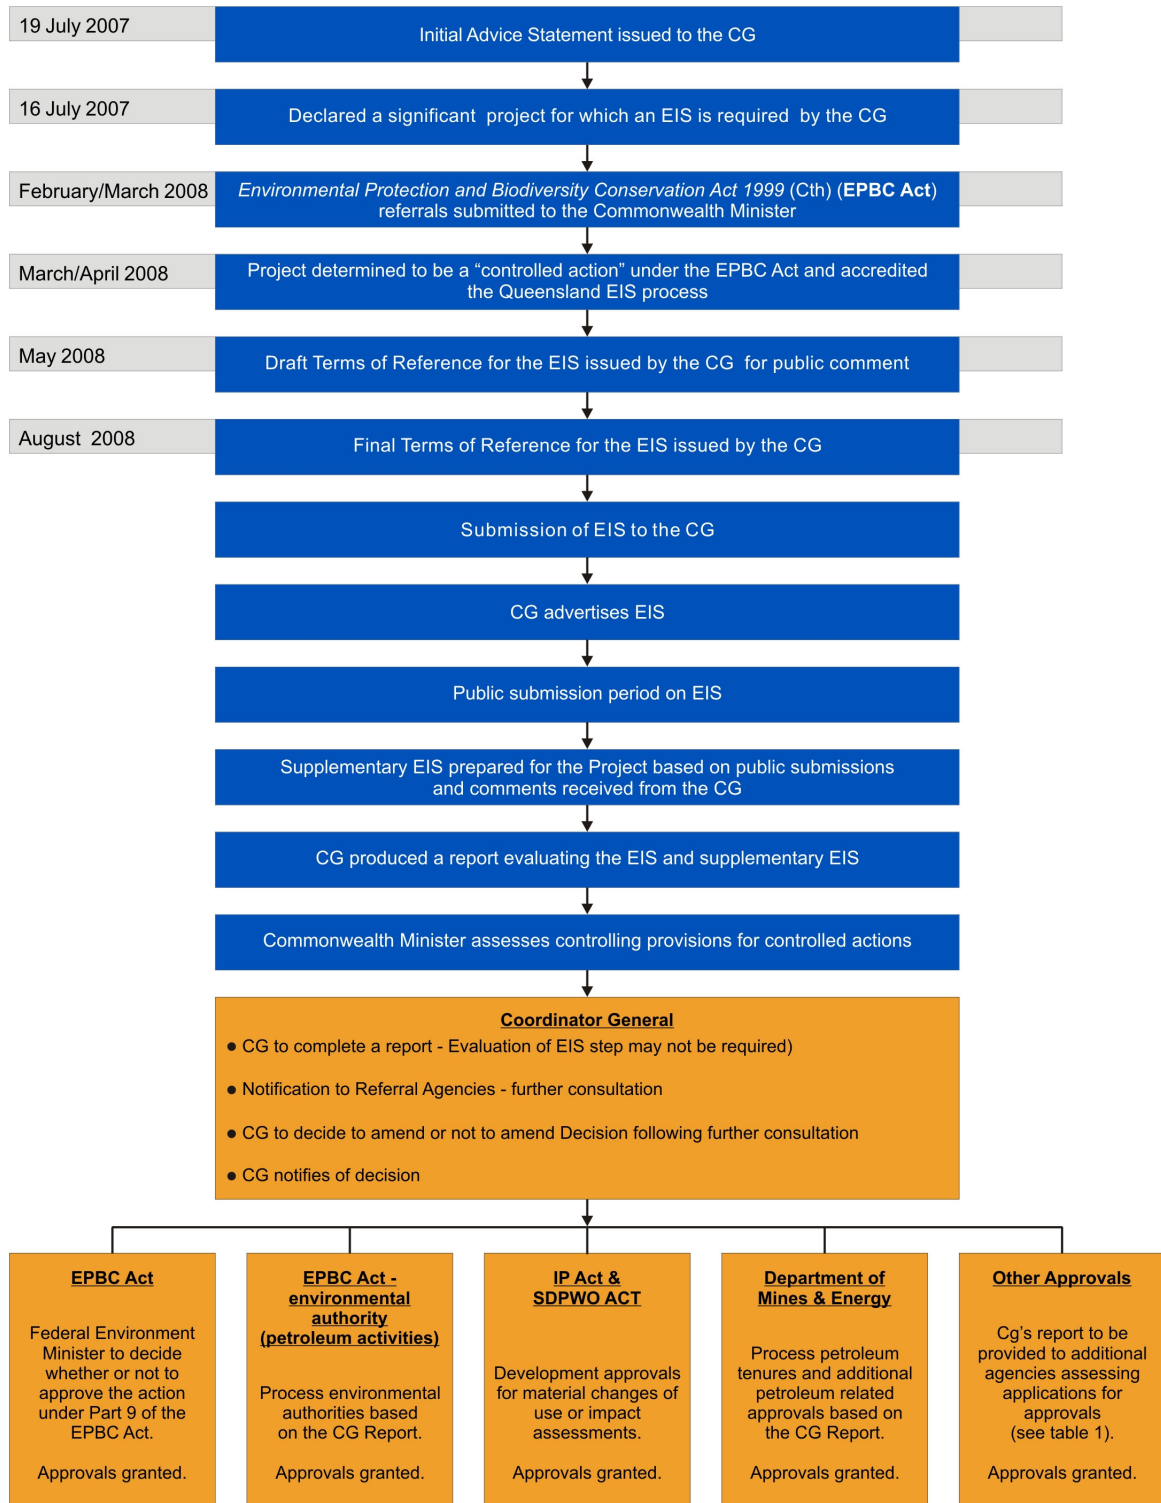 19 July 2007
Initial Advice Statement issued to the CG
16 July 2007
Declared a significant project for which an EIS is required by the CG
February/March 2008
Environmental Protection and Biodiversity Conservation Act 1999 (Cth) (EPBC Act)
referrals submitted to the Commonwealth Minister
March/April 2008
Project determined to be a “controlled action” under the EPBC Act and accredited
the Queensland EIS process
May 2008
Draft Terms of Reference for the EIS issued by the CG for public comment
August 2008
Final Terms of Reference for the EIS issued by the CG
Submission of EIS to the CG
CG advertises EIS
Public submission period on EIS
Supplementary EIS prepared for the Project based on public submissions
and comments received from the CG
CG produced a report evaluating the EIS and supplementary EIS
Commonwealth Minister assesses controlling provisions for controlled actions
Coordinator General
● CG to complete a report - Evaluation of EIS step may not be required)
● Notification to Referral Agencies - further consultation
● CG to decide to amend or not to amend Decision following further consultation
● CG notifies of decision
EPBC Act
Federal Environment
Minister to decide
whether or not to
approve the action
under Part 9 of the
EPBC Act.
Approvals granted.
EPBC Act -
environmental
authority
(petroleum activities)
Process environmental
authorities based
on the CG Report.
Approvals granted.
IP Act &
SDPWO ACT
Development approvals
for material changes of
use or impact
assessments.
Approvals granted.
Department of
Mines & Energy
Process petroleum
tenures and additional
petroleum related
approvals based on
the CG Report.
Approvals granted.
Other Approvals
Cg’s report to be
provided to additional
agencies assessing
applications for
approvals
(see table 1).
Approvals granted.